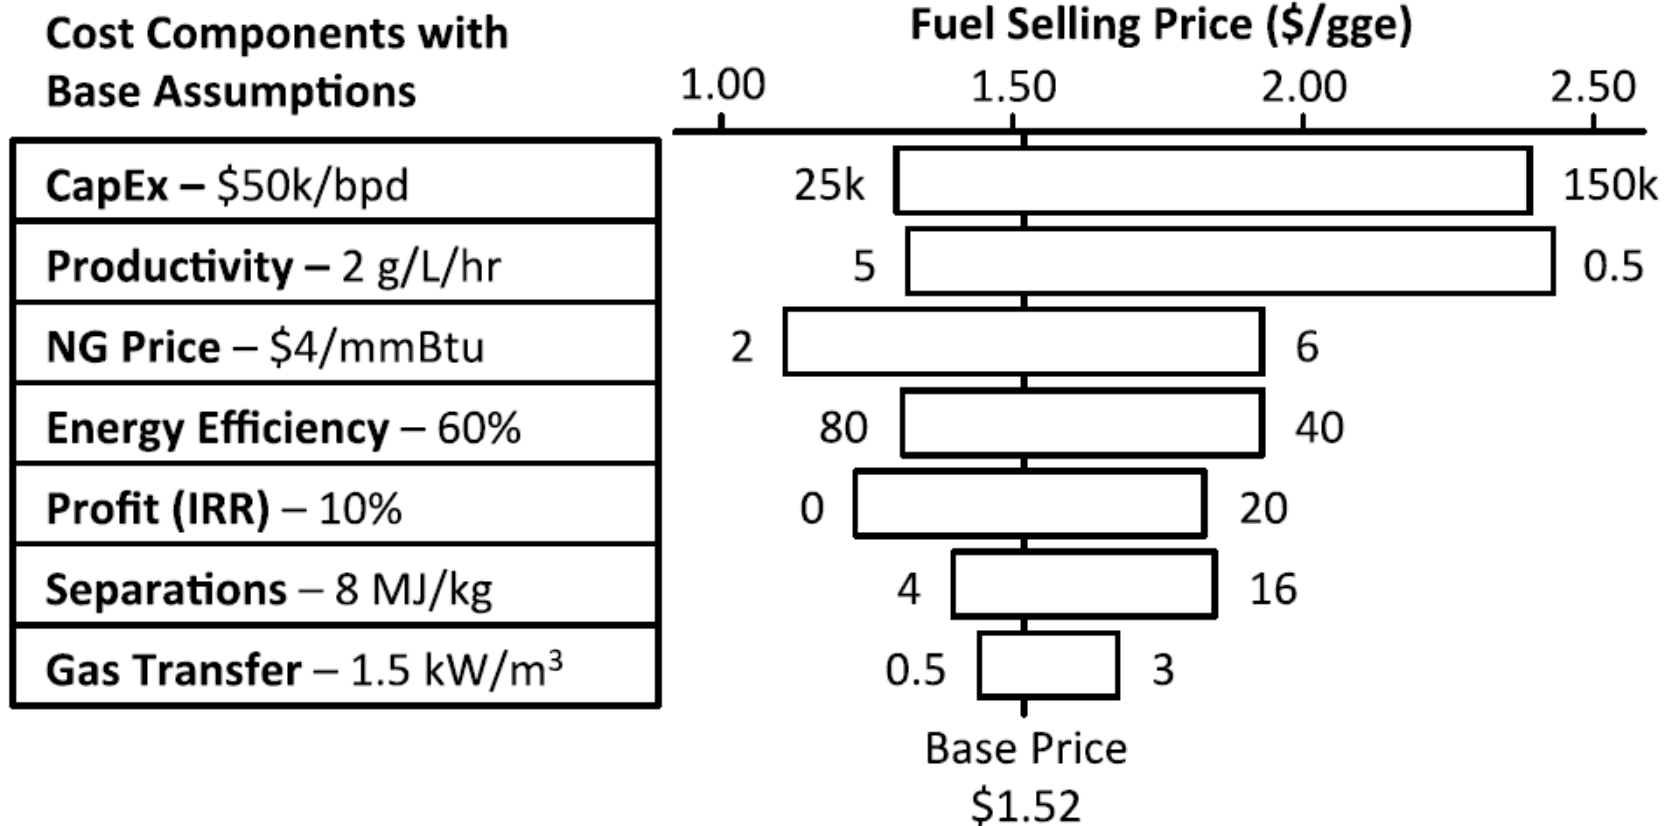 Cost Components with
Base Assumptions
Fuel Selling Price ($/gge)
1.00 1.50 2.00 2.50
CapEx – $50k/bpd 25k 150k
Productivity – 2 g/L/hr 5 0.5
NG Price – $4/mmBtu 2 6
Energy Efficiency – 60% 80 40
Profit (IRR) – 10% 0 20
Separations – 8 MJ/kg 4 16
Gas Transfer – 1.5 kW/m³ 0.5 3
Base Price
$1.52